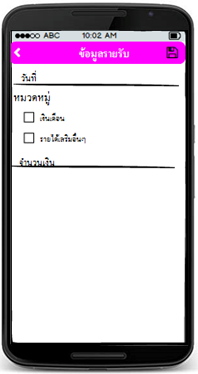 ABC 10:02 AM
ข้อมูลรายรับ
วันที่
หมวดหมู่
เงินเดือน
รายได้เสริมอื่นๆ
จำนวนเงิน